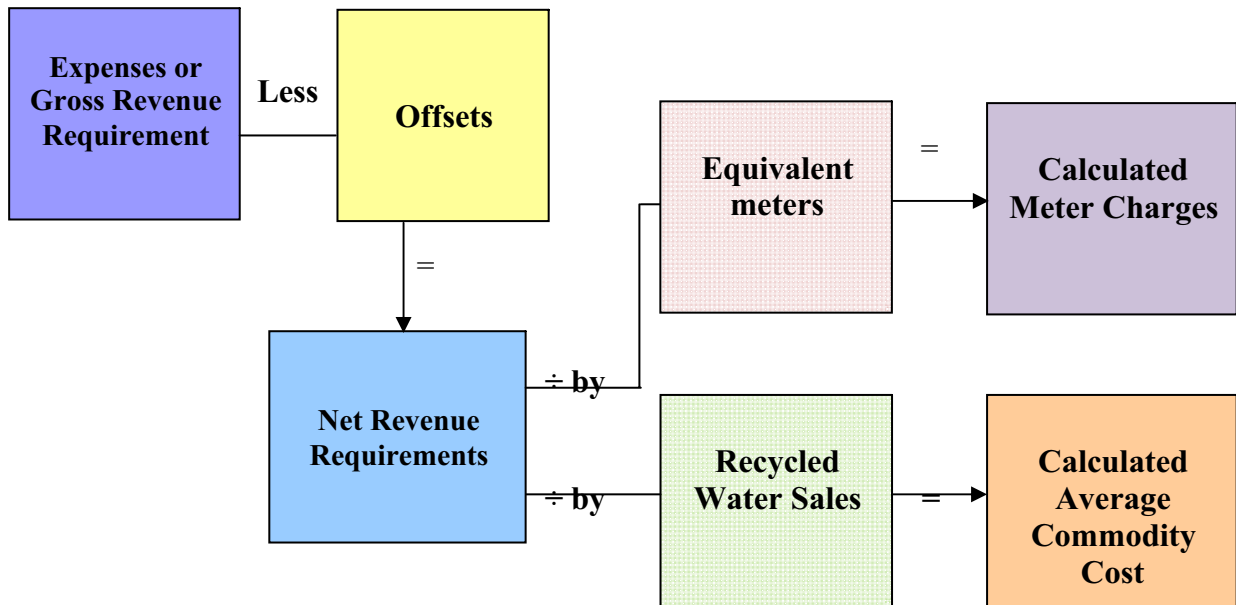 Expenses or
Gross Revenue
Requirement
Less
Offsets
=
Equivalent
meters
=
Calculated
Meter Charges
Net Revenue
Requirements
÷ by
÷ by
Recycled
Water Sales
=
Calculated
Average
Commodity
Cost